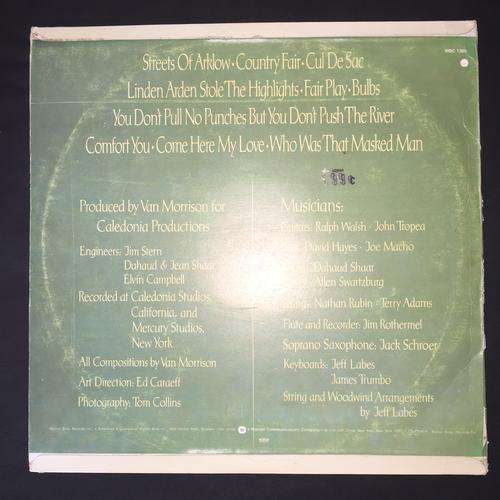 Streets Of Arklow · Country Fair · Cul De Sac
Linden Arden Stole The Highlights · Fair Play · Bulbs
You Don't Pull No Punches But You Don't Push The River
Comfort You · Come Here My Love · Who Was That Masked Man
99¢
Produced by Van Morrison for
Caledonia Productions
Engineers: Jim Stern
Dahaud & Jean Shaar
Elvin Campbell
Recorded at Caledonia Studios,
California, and
Mercury Studios,
New York
All Compositions by Van Morrison
Art Direction: Ed Caraeff
Photography: Tom Collins
Musicians:
Ralph Walsh · John Tropea
David Hayes · Joe Macho
Dahaud Shaar
Allen Swartzburg
Nathan Rubin · Terry Adams
Flute and Recorder: Jim Rothermel
Soprano Saxophone: Jack Schroer
Keyboards: Jeff Labes
James Trumbo
String and Woodwind Arrangements
by Jeff Labes